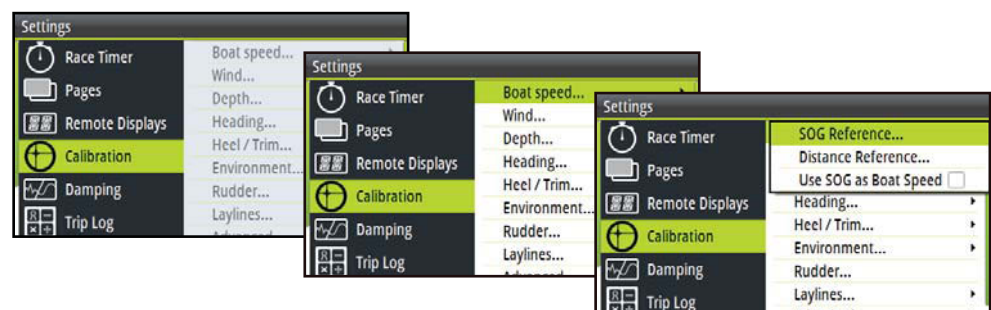 Settings
Race Timer
Pages
Remote Displays
Calibration
Damping
Trip Log
Boat speed...
Wind...
Depth...
Heading...
Heel / Trim...
Environment...
Rudder...
Laylines...
Settings
Race Timer
Pages
Remote Displays
Calibration
Damping
Trip Log
Boat speed...
Wind...
Depth...
Heading...
Heel / Trim...
Environment...
Rudder...
Laylines...
Settings
Race Timer
Pages
Remote Displays
Calibration
Damping
Trip Log
SOG Reference...
Distance Reference...
Use SOG as Boat Speed
Heading...
Heel / Trim...
Environment...
Rudder...
Laylines...